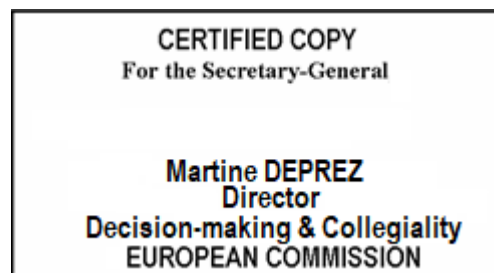 CERTIFIED COPY
For the Secretary-General
Martine DEPREZ
Director
Decision-making & Collegiality
EUROPEAN COMMISSION